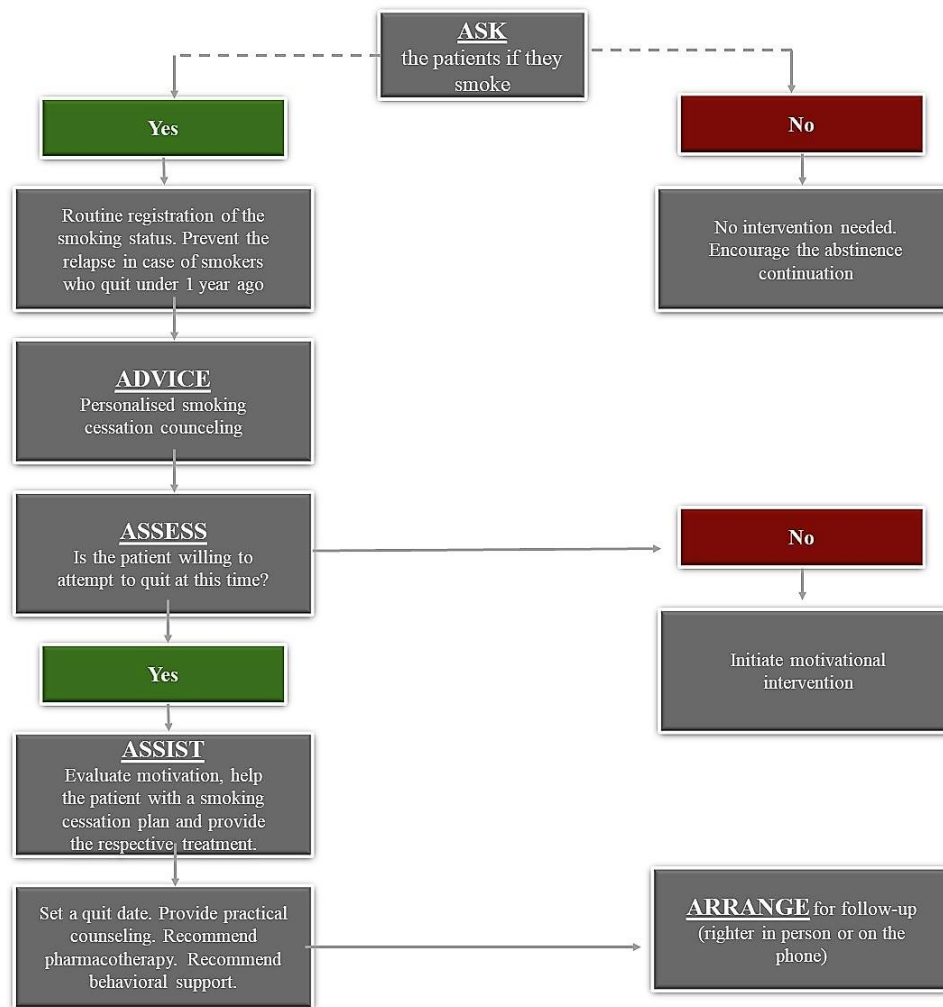 ASK
the patients if they
smoke
Yes
No
Routine registration of the
smoking status. Prevent the
relapse in case of smokers
who quit under 1 year ago
No intervention needed.
Encourage the abstinence
continuation
ADVICE
Personalised smoking
cessation counceling
ASSESS
Is the patient willing to
attempt to quit at this time?
No
Yes
Initiate motivational
intervention
ASSIST
Evaluate motivation, help
the patient with a smoking
cessation plan and provide
the respective treatment.
Set a quit date. Provide practical
counseling. Recommend
pharmacotherapy. Recommend
behavioral support.
ARRANGE for follow-up
(righter in person or on the
phone)